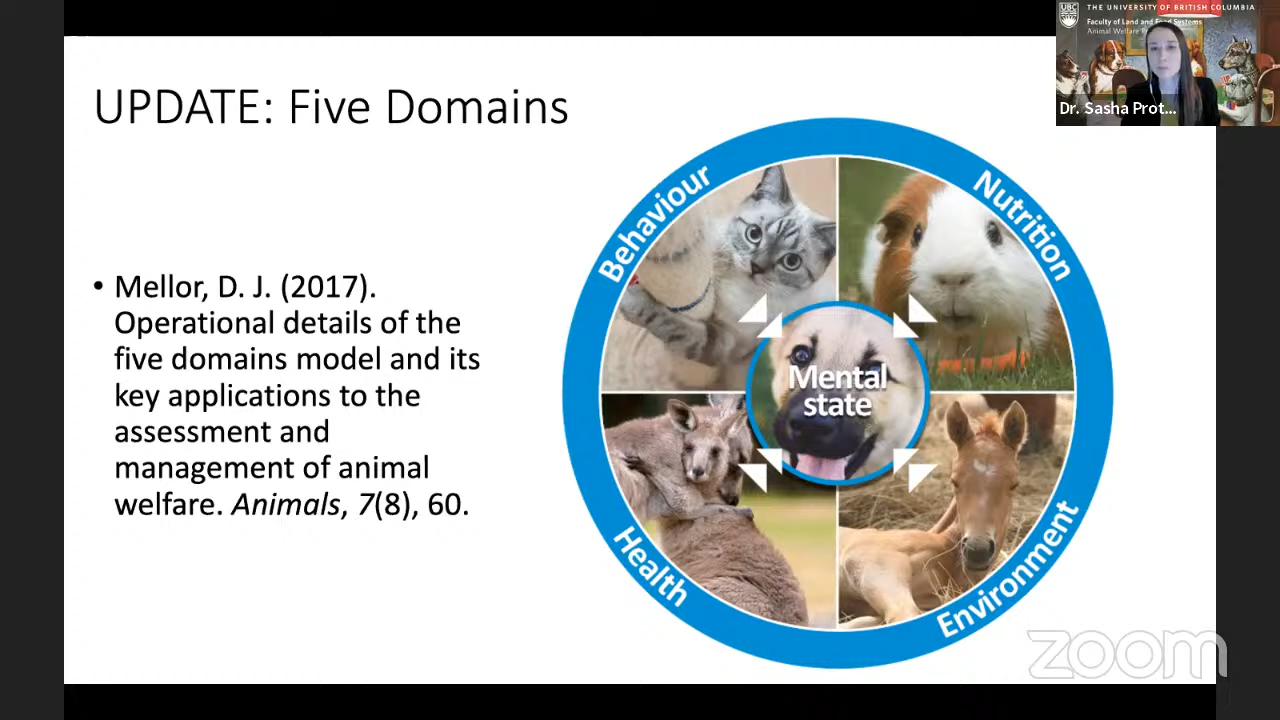 UPDATE: Five Domains
• Mellor, D. J. (2017).
Operational details of the
five domains model and its
key applications to the
assessment and
management of animal
welfare. Animals, 7(8), 60.
Behaviour
Nutrition
Mental
state
Health
Environment
THE UNIVERSITY OF BRITISH COLUMBIA
UBC
Faculty of Land and Food Systems
Animal Welfare
Dr. Sasha Prot...
zoom